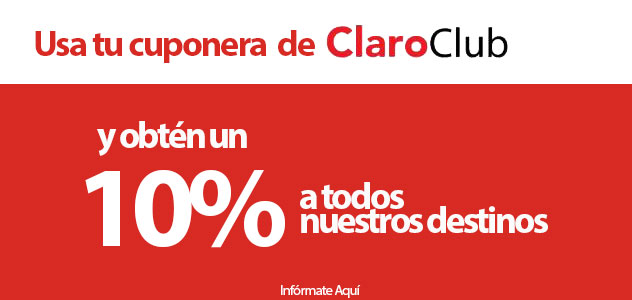 Usa tu cuponera de ClaroClub
y obtén un
10% a todos
nuestros destinos
Infórmate Aquí